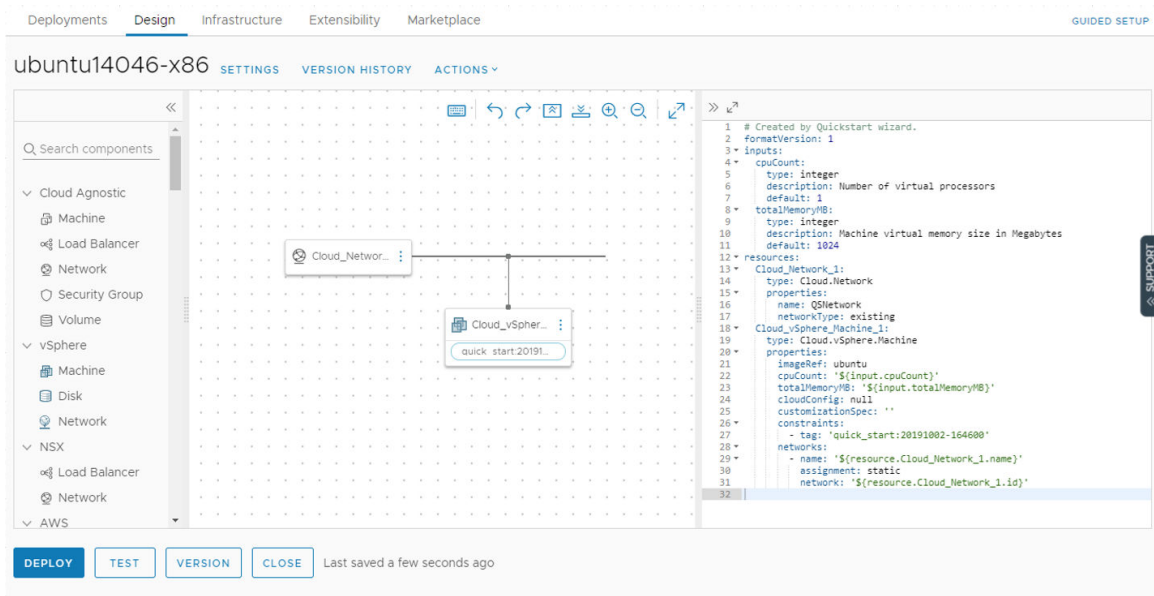 Deployments Design Infrastructure Extensibility Marketplace GUIDED SETUP
ubuntu14046-x86 SETTINGS VERSION HISTORY ACTIONS
Search components
Cloud Agnostic
Machine
Load Balancer
Network
Security Group
Volume
vSphere
Machine
Disk
Network
NSX
Load Balancer
Network
AWS
Cloud_Networ...
Cloud_vSpher...
quick_start:20191...
1 # Created by Quickstart wizard.
2 formatVersion: 1
3 inputs:
4 cpuCount:
5 type: integer
6 description: Number of virtual processors
7 default: 1
8 totalMemoryMB:
9 type: integer
10 description: Machine virtual memory size in Megabytes
11 default: 1024
12 resources:
13 Cloud_Network_1:
14 type: Cloud.Network
15 properties:
16 name: QSNetwork
17 networkType: existing
18 Cloud_vSphere_Machine_1:
19 type: Cloud.vSphere.Machine
20 properties:
21 imageRef: ubuntu
22 cpuCount: '${input.cpuCount}'
23 totalMemoryMB: '${input.totalMemoryMB}'
24 cloudConfig: null
25 customizationSpec: ''
26 constraints:
27 - tag: 'quick_start:20191002-164600'
28 networks:
29 - name: '${resource.Cloud_Network_1.name}'
30 assignment: static
31 network: '${resource.Cloud_Network_1.id}'
32
SUPPORT
DEPLOY TEST VERSION CLOSE Last saved a few seconds ago